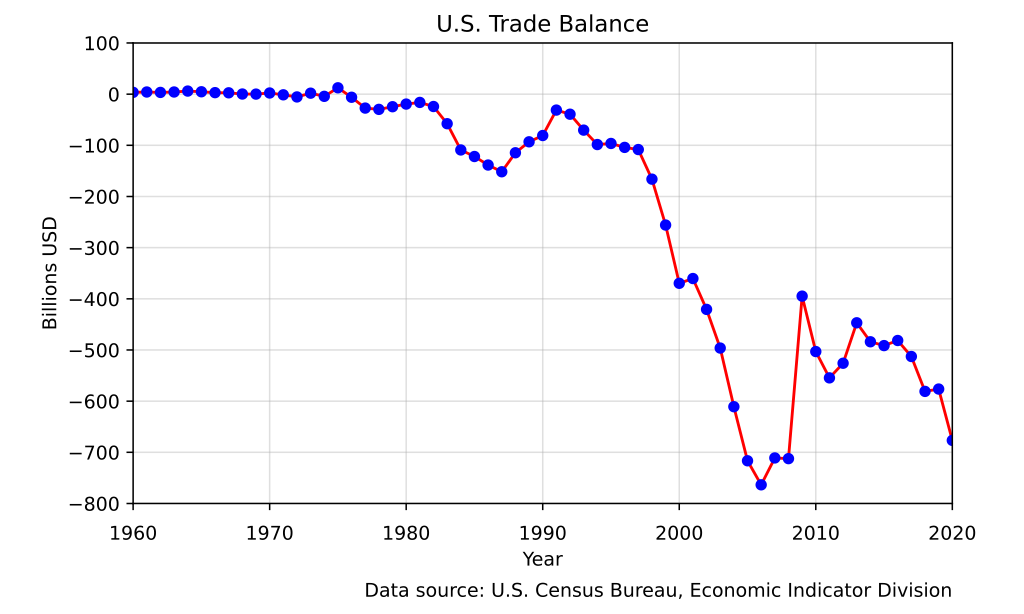 U.S. Trade Balance
100
0
−100
−200
−300
−400
−500
−600
−700
−800
Billions USD
1960 1970 1980 1990 2000 2010 2020
Year
Data source: U.S. Census Bureau, Economic Indicator Division